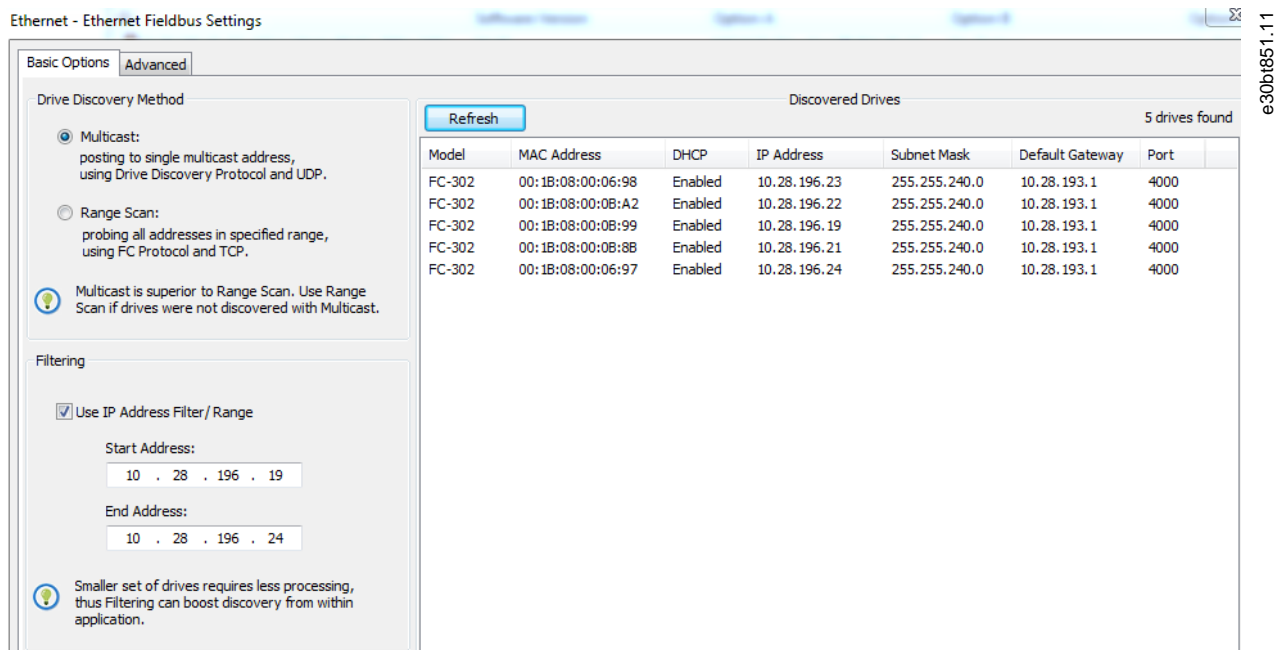 Ethernet - Ethernet Fieldbus Settings
Basic Options
Advanced
Drive Discovery Method
Multicast:
posting to single multicast address,
using Drive Discovery Protocol and UDP.
Range Scan:
probing all addresses in specified range,
using FC Protocol and TCP.
Multicast is superior to Range Scan. Use Range
Scan if drives were not discovered with Multicast.
Filtering
Use IP Address Filter/Range
Start Address:
10 . 28 . 196 . 19
End Address:
10 . 28 . 196 . 24
Smaller set of drives requires less processing,
thus Filtering can boost discovery from within
application.
Discovered Drives
Refresh
5 drives found
Model MAC Address DHCP IP Address Subnet Mask Default Gateway Port
FC-302 00:1B:08:00:06:98 Enabled 10.28.196.23 255.255.240.0 10.28.193.1 4000
FC-302 00:1B:08:00:0B:A2 Enabled 10.28.196.22 255.255.240.0 10.28.193.1 4000
FC-302 00:1B:08:00:0B:99 Enabled 10.28.196.19 255.255.240.0 10.28.193.1 4000
FC-302 00:1B:08:00:0B:8B Enabled 10.28.196.21 255.255.240.0 10.28.193.1 4000
FC-302 00:1B:08:00:06:97 Enabled 10.28.196.24 255.255.240.0 10.28.193.1 4000
e30bt851.11